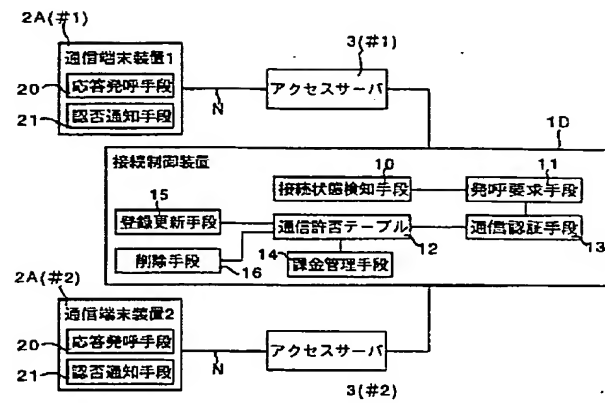 2A(#1)
通信端末装置1
20
応答発呼手段
21
認否通知手段
N
3(#1)
アクセスサーバ
1D
接続制御装置
10
接続状態検知手段
11
発呼要求手段
15
登録更新手段
通信許否テーブル
12
通信認証手段
13
削除手段
16
14
課金管理手段
2A(#2)
通信端末装置2
20
応答発呼手段
21
認否通知手段
N
アクセスサーバ
3(#2)